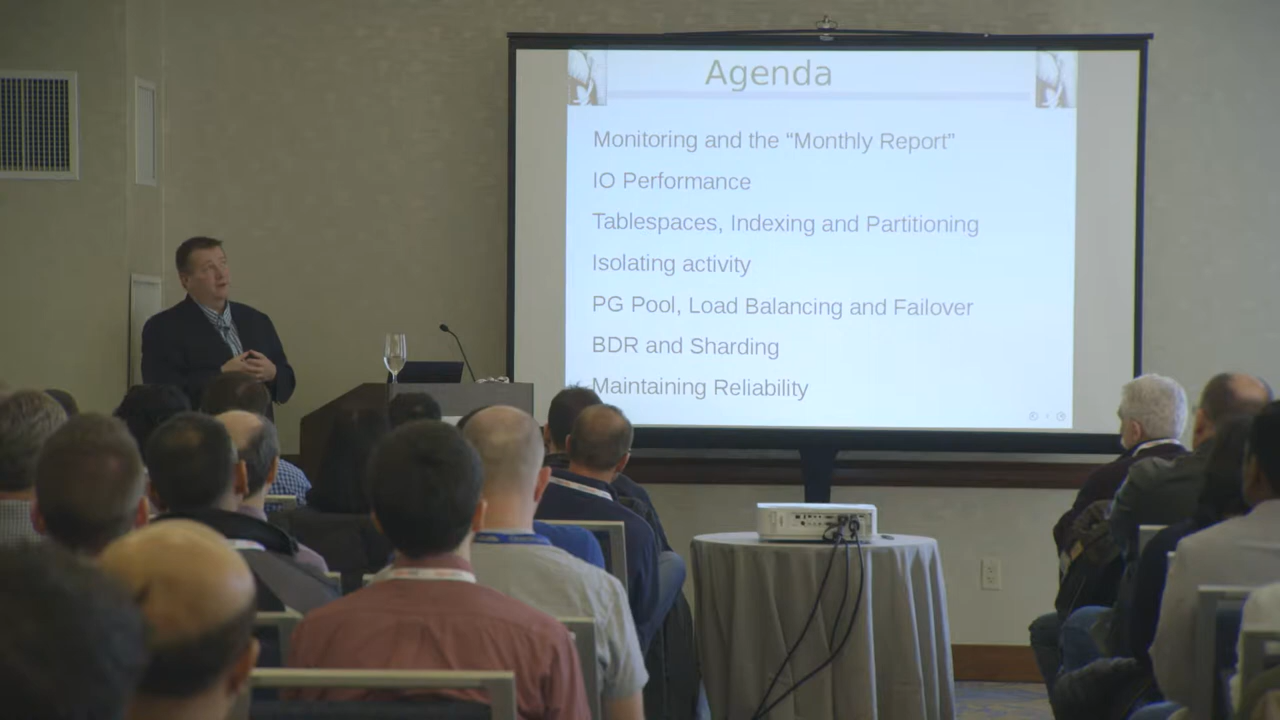 Agenda
Monitoring and the “Monthly Report”
IO Performance
Tablespaces, Indexing and Partitioning
Isolating activity
PG Pool, Load Balancing and Failover
BDR and Sharding
Maintaining Reliability